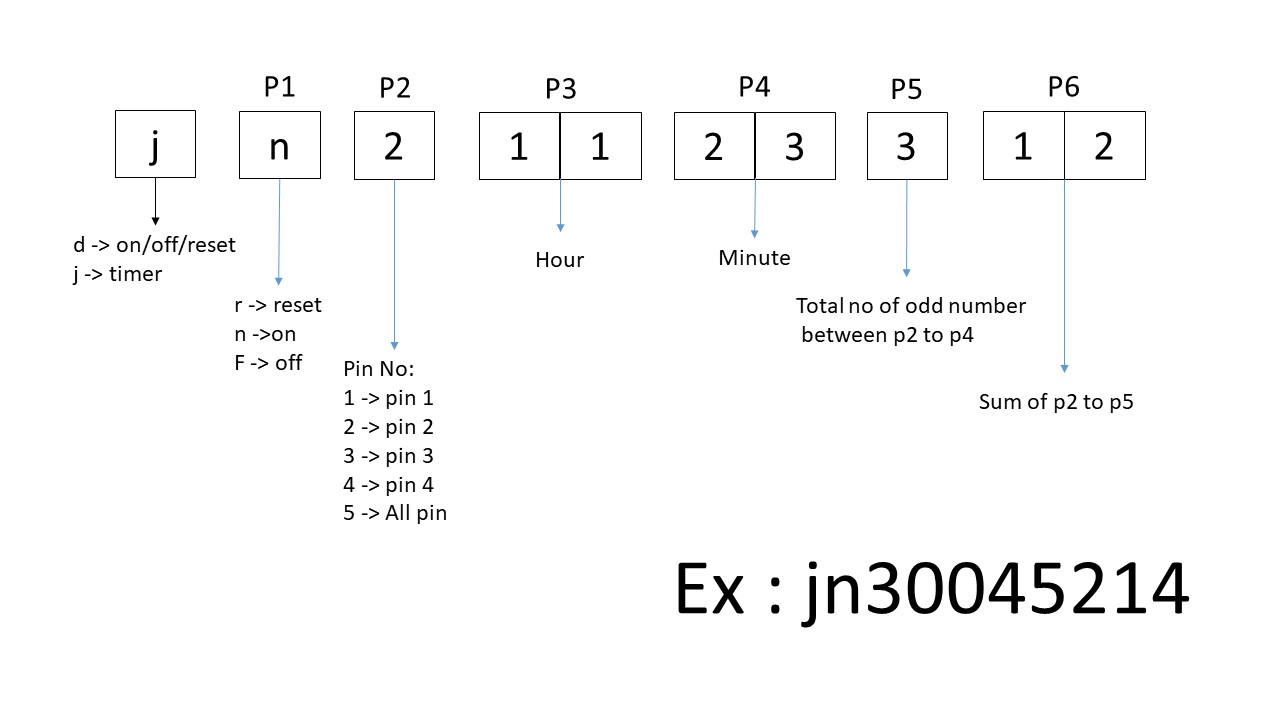 P1 P2 P3 P4 P5 P6
j n 2 1 1 2 3 3 1 2
d -> on/off/reset
j -> timer
r -> reset
n ->on
F -> off
Pin No:
1 -> pin 1
2 -> pin 2
3 -> pin 3
4 -> pin 4
5 -> All pin
Hour
Minute
Total no of odd number
between p2 to p4
Sum of p2 to p5
Ex : jn30045214